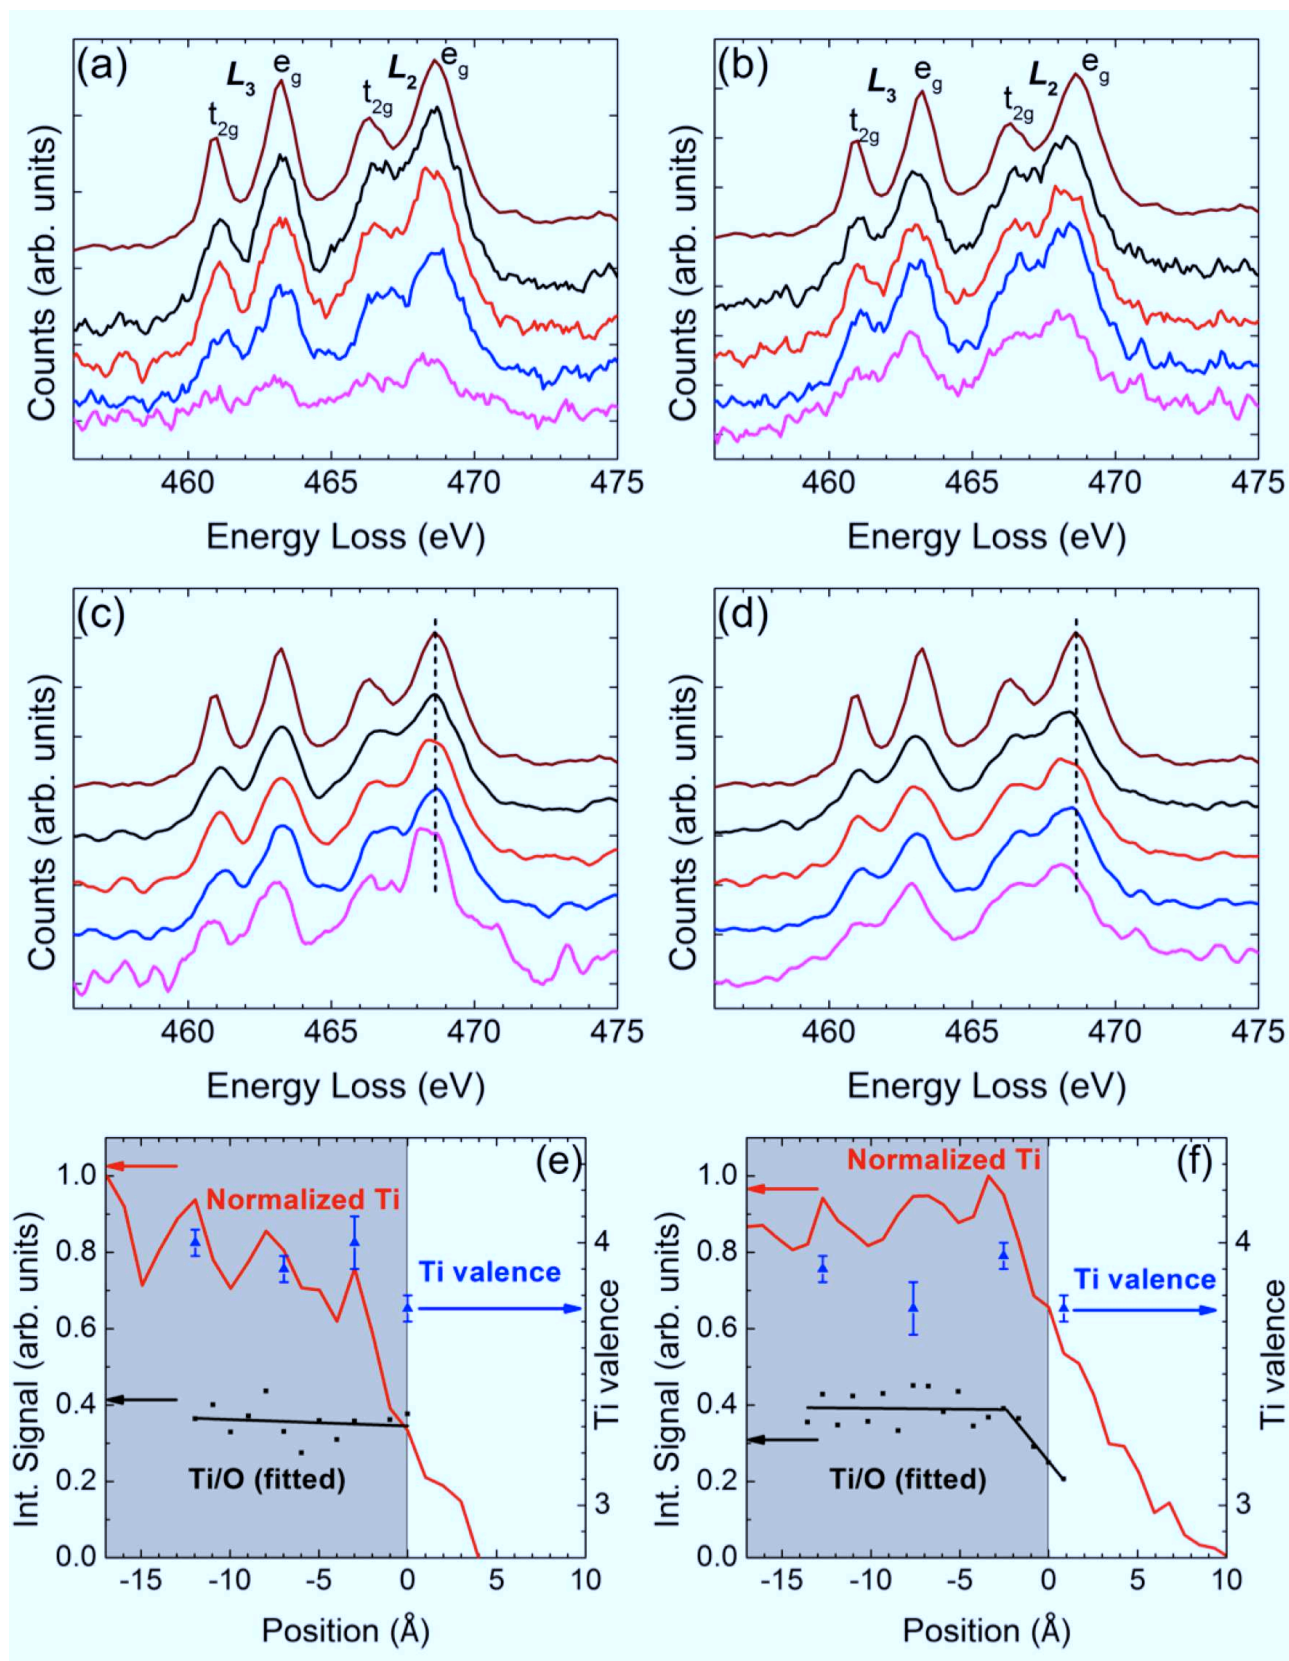 (a)
L3
eg
t2g
t2g
L2
eg
Counts (arb. units)
460 465 470 475
Energy Loss (eV)
(b)
L3
eg
t2g
t2g
L2
eg
Counts (arb. units)
460 465 470 475
Energy Loss (eV)
(c)
Counts (arb. units)
460 465 470 475
Energy Loss (eV)
(d)
Counts (arb. units)
460 465 470 475
Energy Loss (eV)
(e)
Normalized Ti
Ti valence
Ti/O (fitted)
Int. Signal (arb. units)
1.0
0.8
0.6
0.4
0.2
0.0
4
3
Ti valence
-15 -10 -5 0 5 10
Position (Å)
(f)
Normalized Ti
Ti valence
Ti/O (fitted)
Int. Signal (arb. units)
1.0
0.8
0.6
0.4
0.2
0.0
4
3
Ti valence
-15 -10 -5 0 5 10
Position (Å)